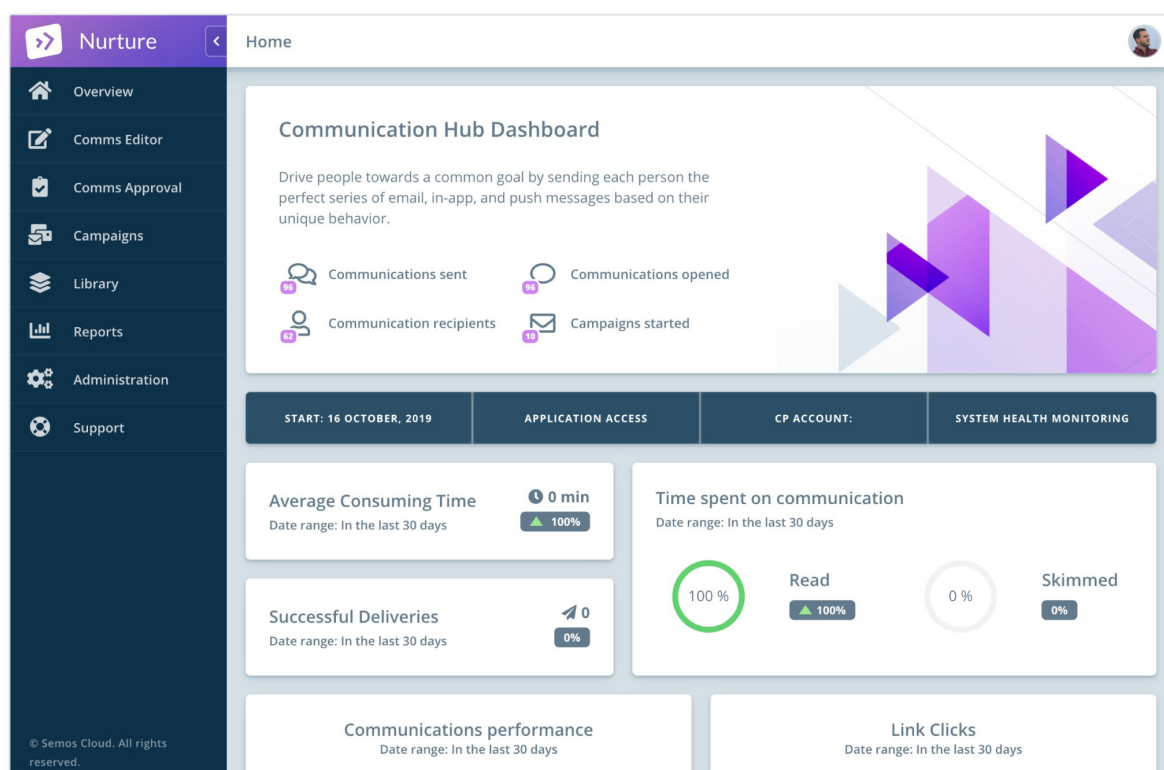 Nurture
Home
Overview
Comms Editor
Comms Approval
Campaigns
Library
Reports
Administration
Support
© Semos Cloud. All rights
reserved.
Communication Hub Dashboard
Drive people towards a common goal by sending each person the
perfect series of email, in-app, and push messages based on their
unique behavior.
96 Communications sent
96 Communications opened
62 Communication recipients
10 Campaigns started
START: 16 OCTOBER, 2019
APPLICATION ACCESS
CP ACCOUNT:
SYSTEM HEALTH MONITORING
Average Consuming Time
0 min
Date range: In the last 30 days
100%
Successful Deliveries
0
Date range: In the last 30 days
0%
Time spent on communication
Date range: In the last 30 days
100 %
Read
100%
0 %
Skimmed
0%
Communications performance
Date range: In the last 30 days
Link Clicks
Date range: In the last 30 days